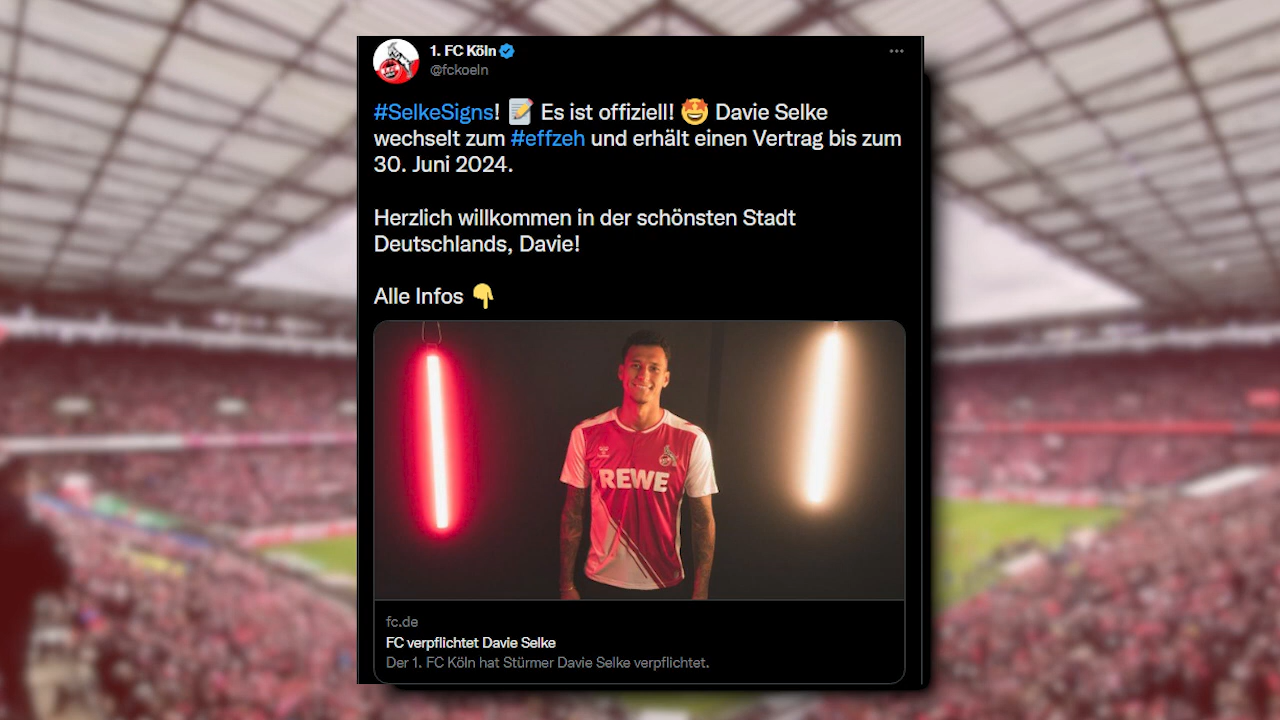 1. FC Köln
@fckoeln
#SelkeSigns! 📝 Es ist offiziell! 🤩 Davie Selke
wechselt zum #effzeh und erhält einen Vertrag bis zum
30. Juni 2024.
Herzlich willkommen in der schönsten Stadt
Deutschlands, Davie!
Alle Infos 👇
REWE
fc.de
FC verpflichtet Davie Selke
Der 1. FC Köln hat Stürmer Davie Selke verpflichtet.